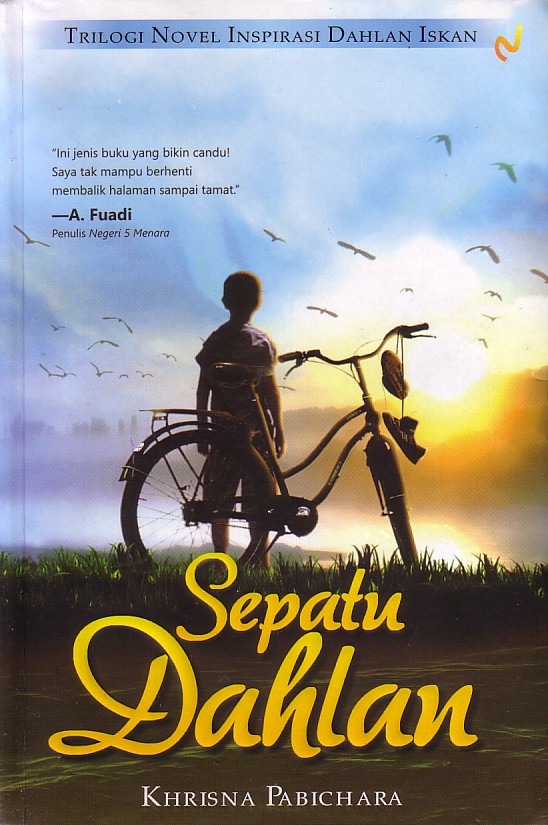 TRILOGI NOVEL INSPIRASI DAHLAN ISKAN
"Ini jenis buku yang bikin candu!
Saya tak mampu berhenti
membalik halaman sampai tamat."
—A. Fuadi
Penulis Negeri 5 Menara
Sepatu
Dahlan
KHRISNA PABICHARA